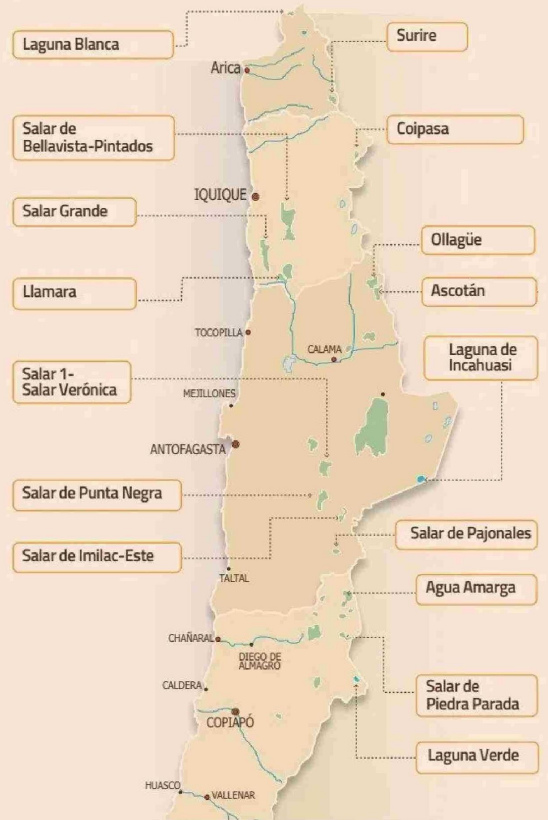 Laguna Blanca
Surire
Arica
Salar de
Bellavista-Pintados
Coipasa
IQUIQUE
Salar Grande
Ollagüe
Llamara
Ascotán
TOCOPILLA
CALAMA
Laguna de
Incahuasi
Salar 1-
Salar Verónica
MEJILLONES
ANTOFAGASTA
Salar de Punta Negra
Salar de Pajonales
Salar de Imilac-Este
TALTAL
Agua Amarga
CHAÑARAL
DIEGO DE
ALMAGRO
CALDERA
Salar de
Piedra Parada
COPIAPÓ
Laguna Verde
HUASCO
VALLENAR